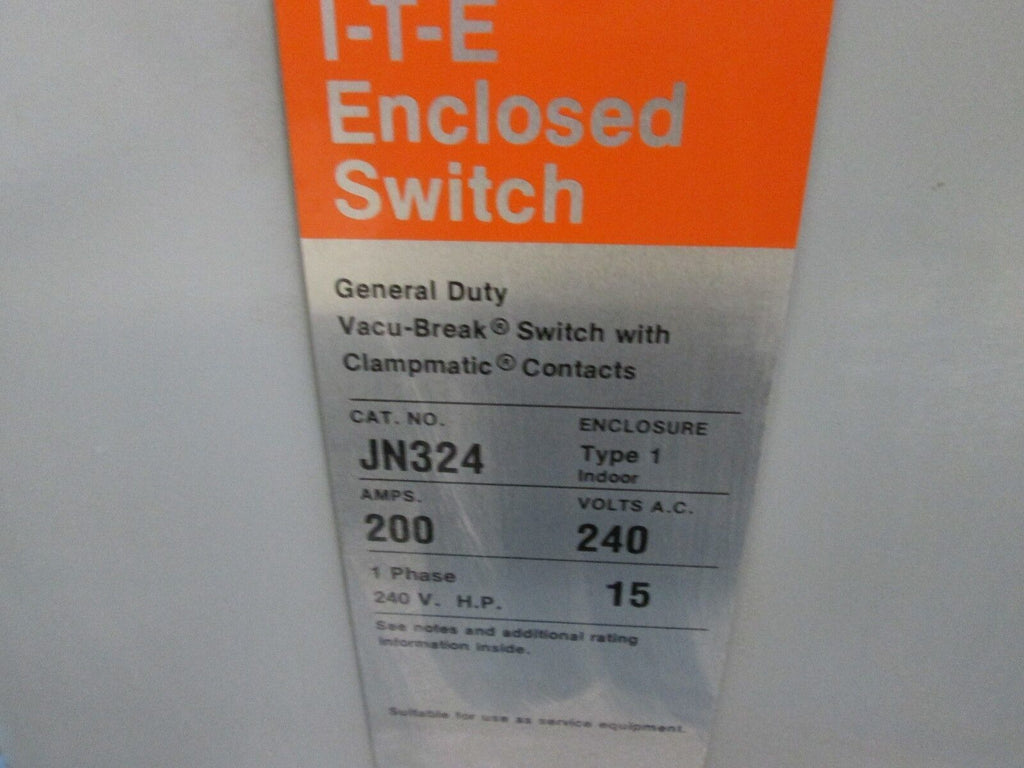 I-T-E
Enclosed
Switch
General Duty
Vacu-Break® Switch with
Clampmatic® Contacts
CAT. NO.
JN324
ENCLOSURE
Type 1
Indoor
AMPS.
200
VOLTS A.C.
240
1 Phase
240 V. H.P.
15
See notes and additional rating
information inside.
Suitable for use as service equipment.